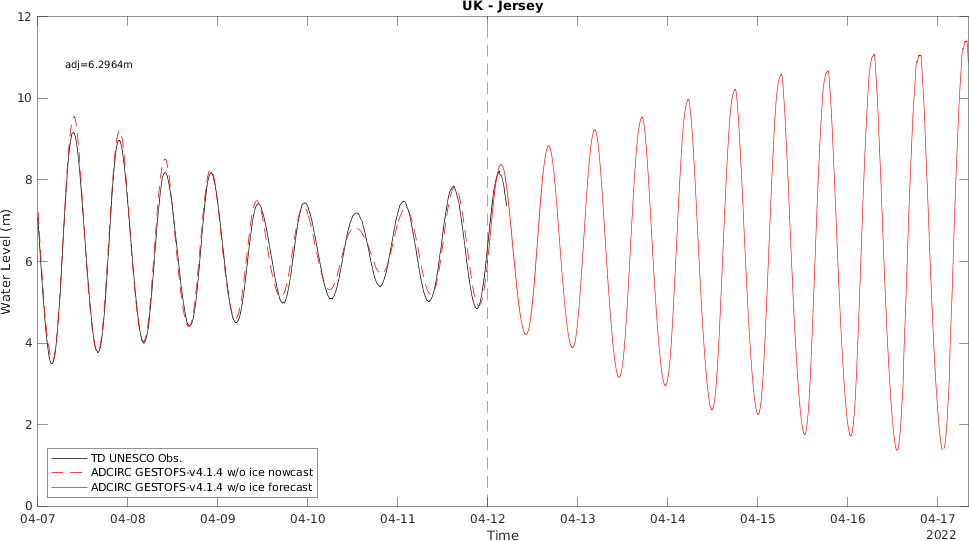 UK - Jersey
adj=6.2964m
12
10
8
6
4
2
0
Water Level (m)
TD UNESCO Obs.
ADCIRC GESTOFS-v4.1.4 w/o ice nowcast
ADCIRC GESTOFS-v4.1.4 w/o ice forecast
04-07 04-08 04-09 04-10 04-11 04-12 04-13 04-14 04-15 04-16 04-17
Time
2022